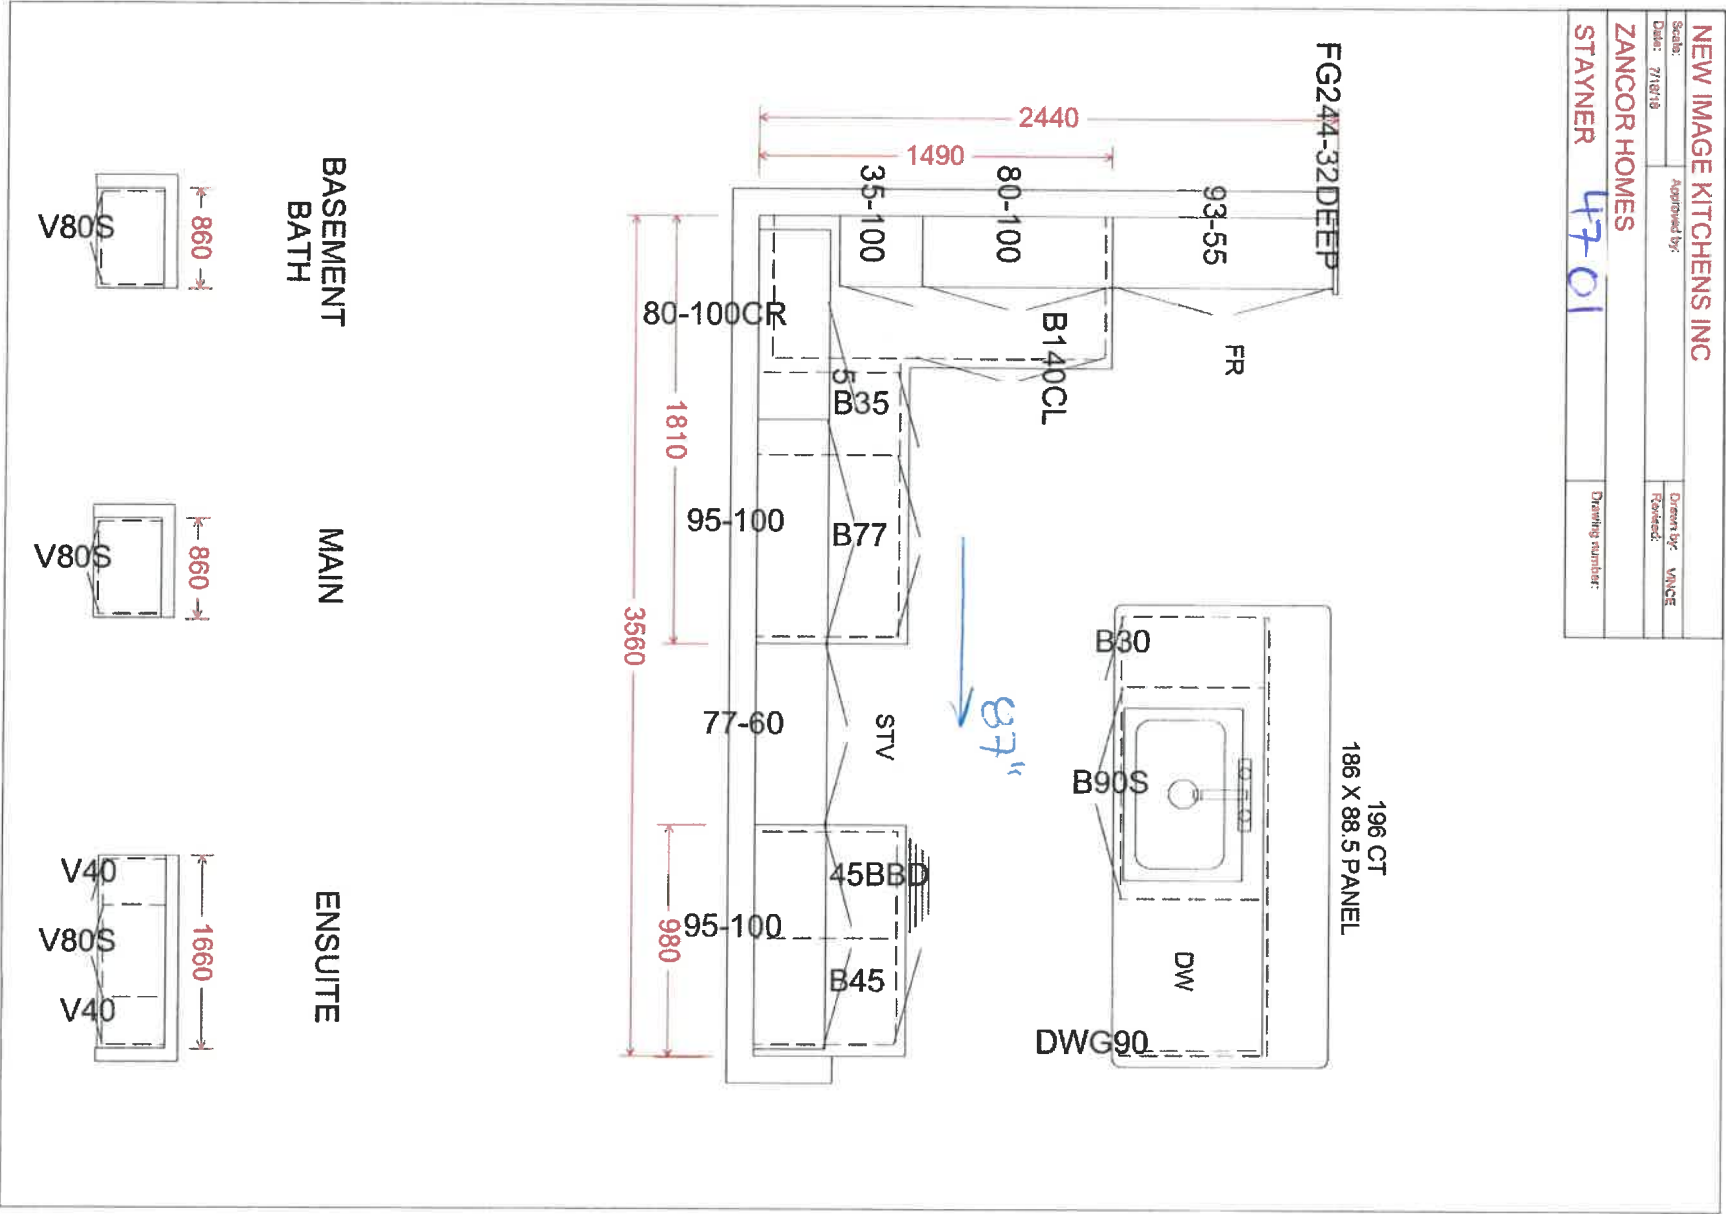 NEW IMAGE KITCHENS INC
Scale:
Approved by:
Drawn by: VINCE
Date: 7/18/18
Revised:
ZANCOR HOMES
STAYNER 47-01
Drawing number:
FG244-32DEEP
2440
1490
35-100
80-100
93-55
FR
B140CL
80-100CR
5
B35
1810
3560
95-100
B77
77-60
STV
87"
980
95-100
45BBD
B45
B30
B90S
DW
DWG90
196 CT
186 X 88.5 PANEL
BASEMENT
BATH
860
V80S
MAIN
860
V80S
ENSUITE
1660
V40
V80S
V40